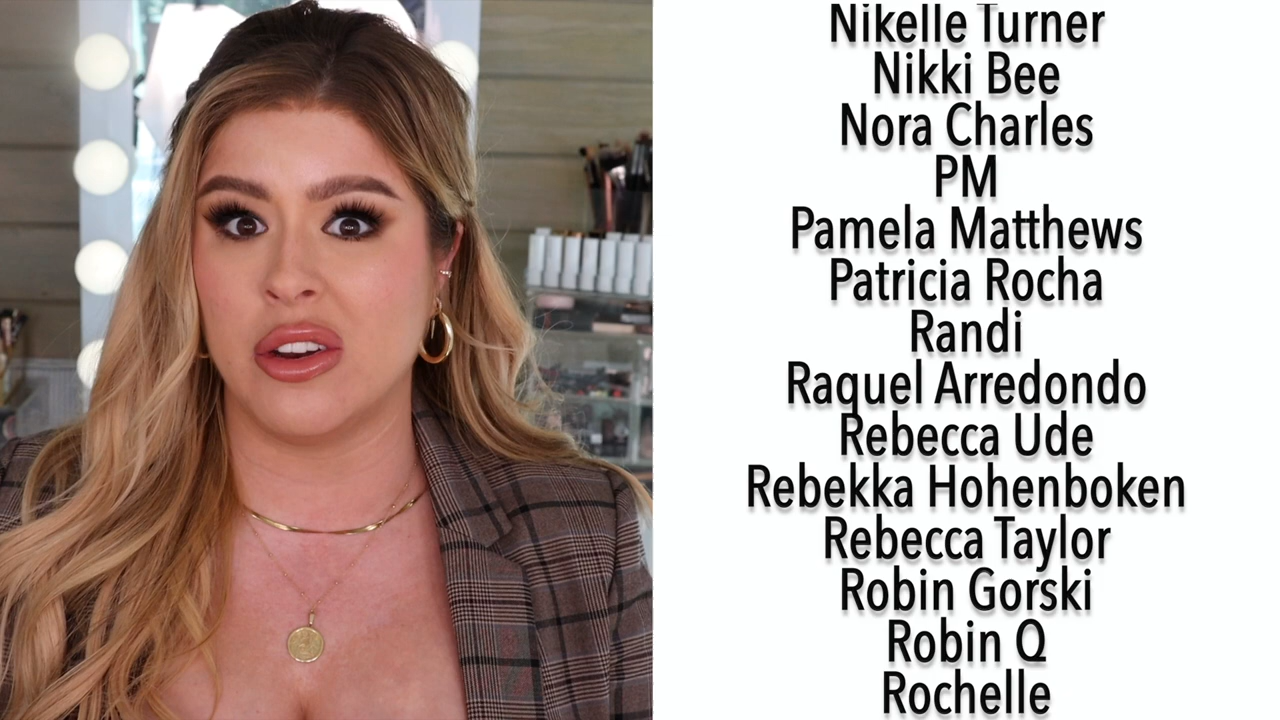 Nikelle Turner
Nikki Bee
Nora Charles
PM
Pamela Matthews
Patricia Rocha
Randi
Raquel Arredondo
Rebecca Ude
Rebekka Hohenboken
Rebecca Taylor
Robin Gorski
Robin Q
Rochelle